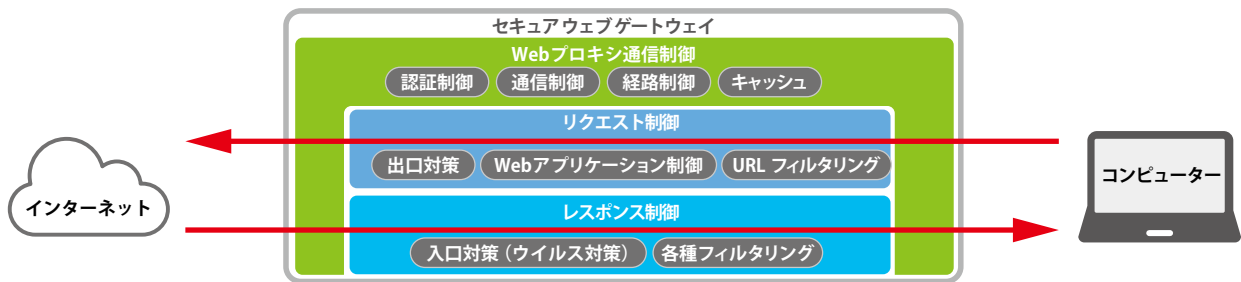 セキュアウェブゲートウェイ
Webプロキシ通信制御
認証制御 通信制御 経路制御 キャッシュ
リクエスト制御
出口対策 Webアプリケーション制御 URL フィルタリング
インターネット
コンピューター
レスポンス制御
入口対策（ウイルス対策） 各種フィルタリング